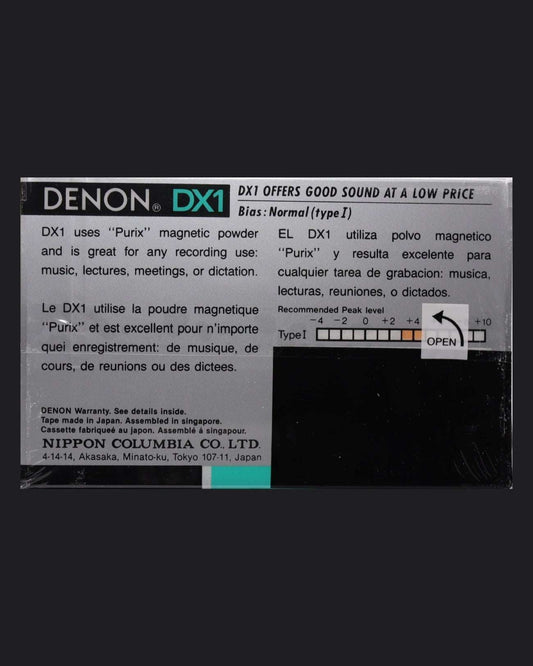 DENON® DX1
DX1 OFFERS GOOD SOUND AT A LOW PRICE
Bias: Normal (type I)
DX1 uses "Purix" magnetic powder
and is great for any recording use:
music, lectures, meetings, or dictation.
Le DX1 utilise la poudre magnetique
"Purix" et est excellent pour n'importe
quei enregistrement: de musique, de
cours, de reunions ou des dictees.
EL DX1 utiliza polvo magnetico
"Purix" y resulta excelente para
cualquier tarea de grabacion: musica,
lecturas, reuniones, o dictados.
Recommended Peak level
-4 -2 0 +2 +4 +10
Type I
OPEN
DENON Warranty. See details inside.
Tape made in Japan. Assembled in singapore.
Cassette fabriqué au japon. Assemblé à singapour.
NIPPON COLUMBIA CO., LTD.
4-14-14, Akasaka, Minato-ku, Tokyo 107-11, Japan